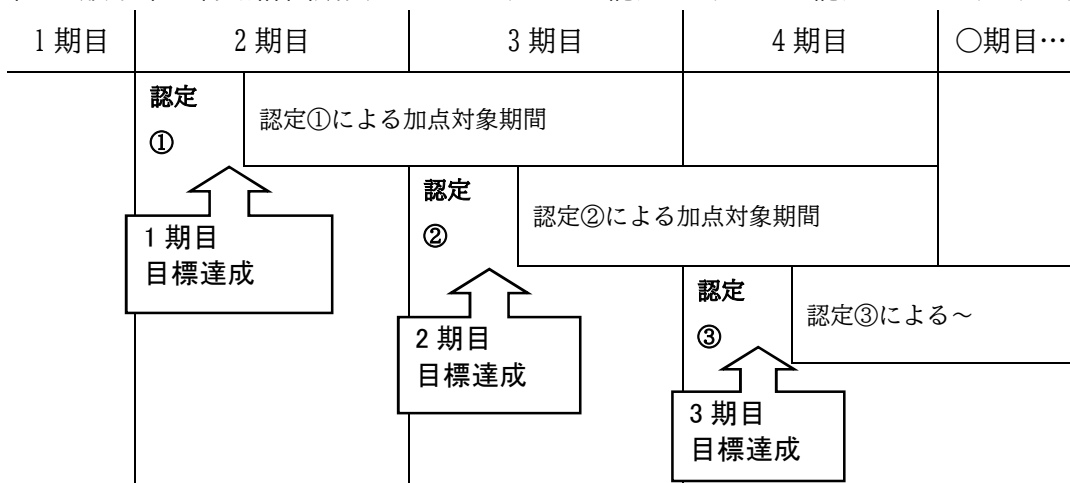 1 期目 2 期目 3 期目 4 期目 ○期目…
認定
①
認定①による加点対象期間
1 期目
目標達成
認定
②
認定②による加点対象期間
2 期目
目標達成
認定
③
認定③による～
3 期目
目標達成